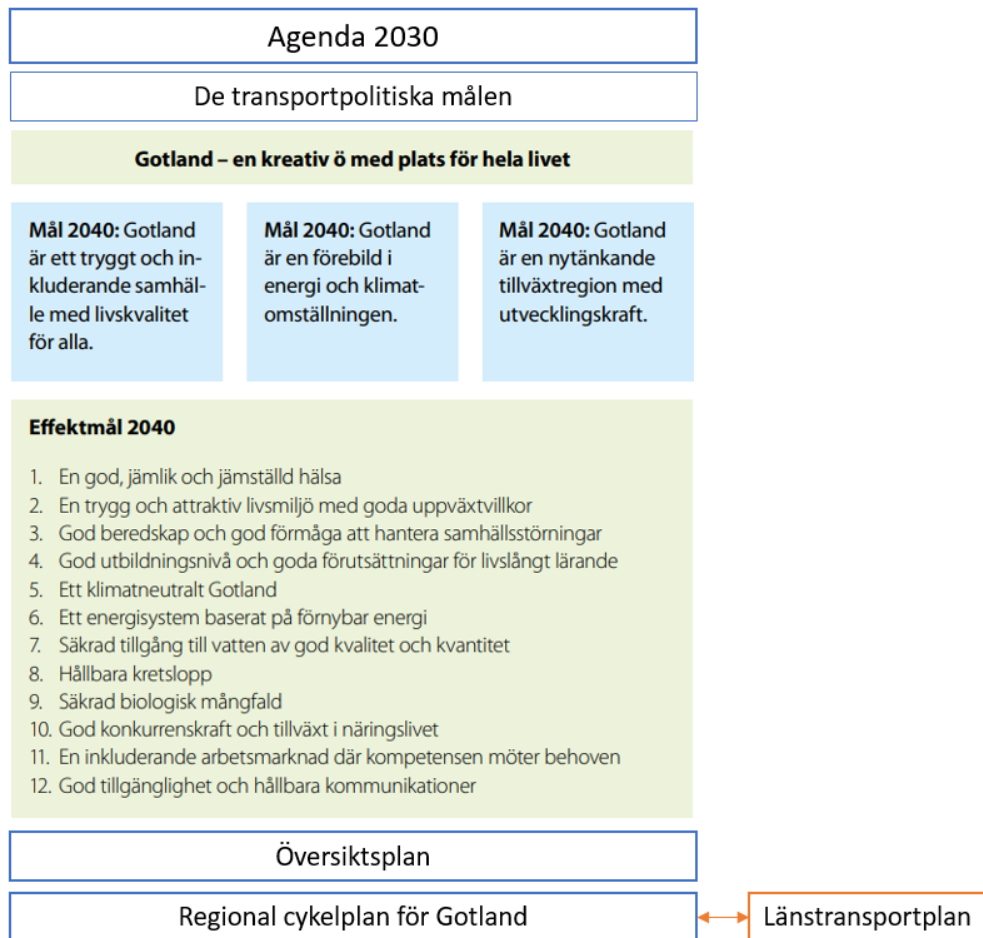 Agenda 2030
De transportpolitiska målen
Gotland – en kreativ ö med plats för hela livet
Mål 2040: Gotland
är ett tryggt och in-
kluderande samhäl-
le med livskvalitet
för alla.
Mål 2040: Gotland
är en förebild i
energi och klimat-
omställningen.
Mål 2040: Gotland
är en nytänkande
tillväxtregion med
utvecklingskraft.
Effektmål 2040
1. En god, jämlik och jämställd hälsa
2. En trygg och attraktiv livsmiljö med goda uppväxtvillkor
3. God beredskap och god förmåga att hantera samhällsstörningar
4. God utbildningsnivå och goda förutsättningar för livslångt lärande
5. Ett klimatneutralt Gotland
6. Ett energisystem baserat på förnybar energi
7. Säkrad tillgång till vatten av god kvalitet och kvantitet
8. Hållbara kretslopp
9. Säkrad biologisk mångfald
10. God konkurrenskraft och tillväxt i näringslivet
11. En inkluderande arbetsmarknad där kompetensen möter behoven
12. God tillgänglighet och hållbara kommunikationer
Översiktsplan
Regional cykelplan för Gotland
Länstransportplan